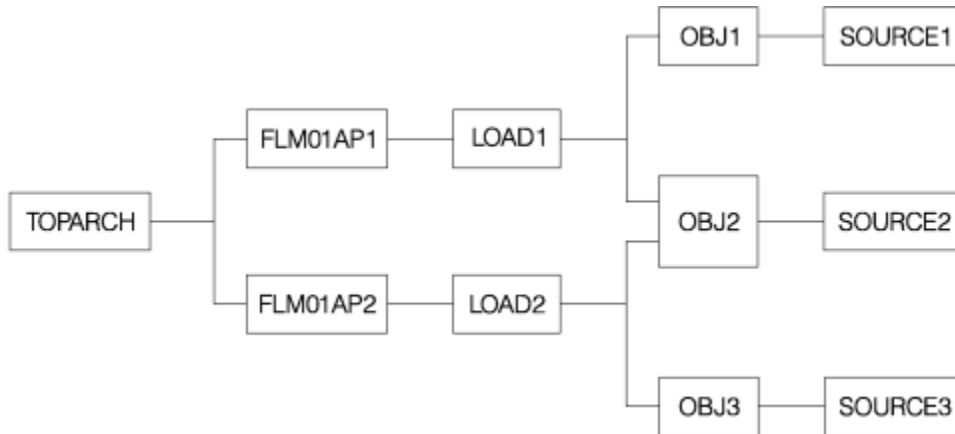 OBJ1
SOURCE1
FLM01AP1
LOAD1
TOPARCH
OBJ2
SOURCE2
FLM01AP2
LOAD2
OBJ3
SOURCE3